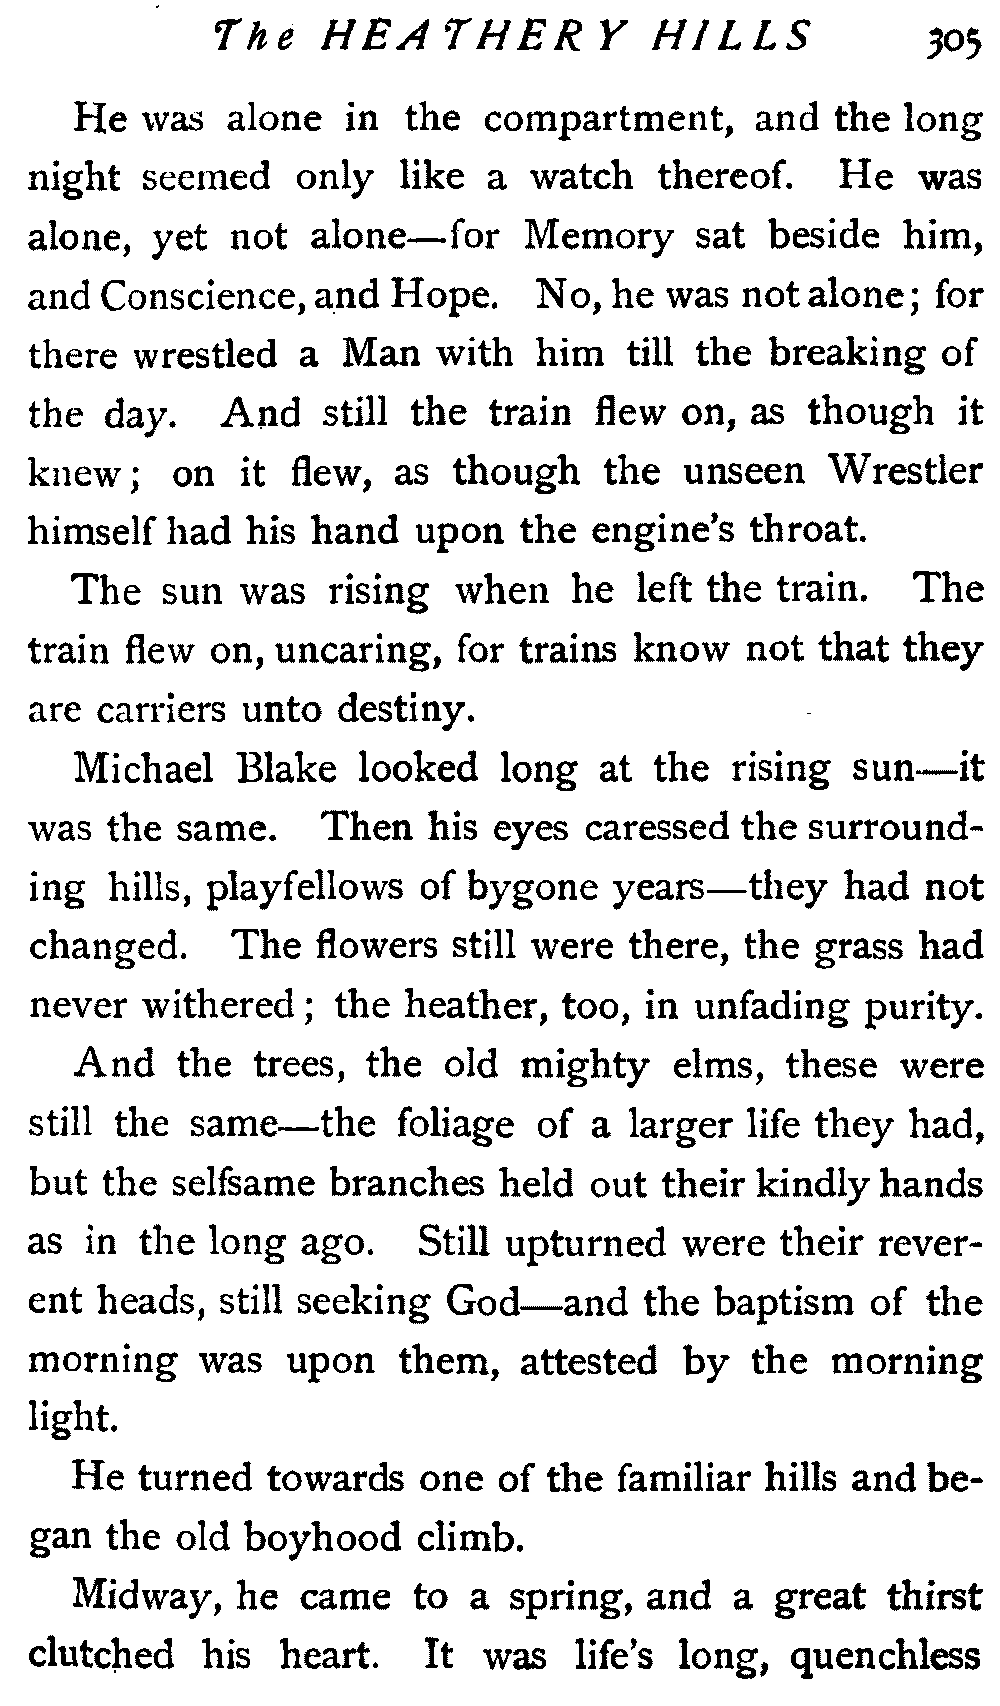 The HEATHERY HILLS 305
He was alone in the compartment, and the long
night seemed only like a watch thereof. He was
alone, yet not alone—for Memory sat beside him,
and Conscience, and Hope. No, he was not alone; for
there wrestled a Man with him till the breaking of
the day. And still the train flew on, as though it
knew; on it flew, as though the unseen Wrestler
himself had his hand upon the engine's throat.
The sun was rising when he left the train. The
train flew on, uncaring, for trains know not that they
are carriers unto destiny.
Michael Blake looked long at the rising sun—it
was the same. Then his eyes caressed the surround-
ing hills, playfellows of bygone years—they had not
changed. The flowers still were there, the grass had
never withered; the heather, too, in unfading purity.
And the trees, the old mighty elms, these were
still the same—the foliage of a larger life they had,
but the selfsame branches held out their kindly hands
as in the long ago. Still upturned were their rever-
ent heads, still seeking God—and the baptism of the
morning was upon them, attested by the morning
light.
He turned towards one of the familiar hills and be-
gan the old boyhood climb.
Midway, he came to a spring, and a great thirst
clutched his heart. It was life's long, quenchless